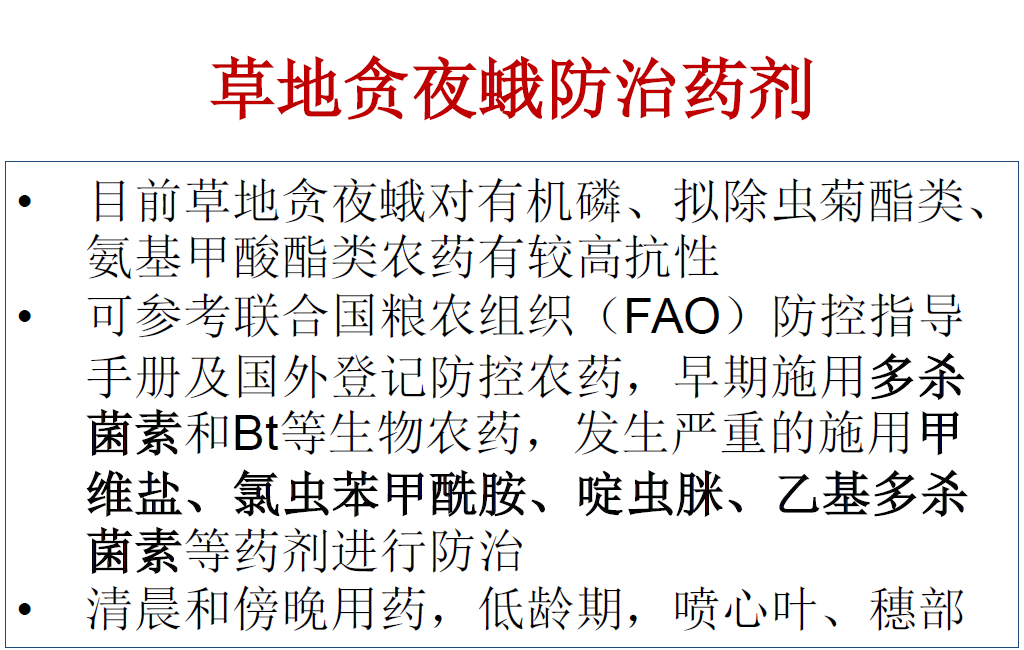 草地贪夜蛾防治药剂
• 目前草地贪夜蛾对有机磷、拟除虫菊酯类、
氨基甲酸酯类农药有较高抗性
• 可参考联合国粮农组织（FAO）防控指导
手册及国外登记防控农药，早期施用多杀
菌素和Bt等生物农药，发生严重的施用甲
维盐、氯虫苯甲酰胺、啶虫脒、乙基多杀
菌素等药剂进行防治
• 清晨和傍晚用药，低龄期，喷心叶、穗部